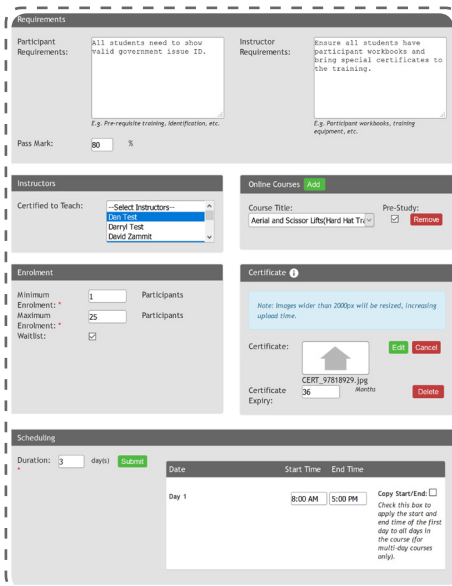 Requirements
Participant Requirements:
All students need to show
valid government issue ID.
E.g. Pre-requisite training, identification, etc.
Instructor Requirements:
Ensure all students have
participant workbooks and
bring special certificates to
the training.
E.g. Participant workbooks, training
equipment, etc.
Pass Mark: 80 %
Instructors
Certified to Teach:
--Select Instructors--
Dan Test
Darryl Test
David Zammit
Online Courses Add
Course Title: Pre-Study:
Aerial and Scissor Lifts(Hard Hat Tra Remove
Enrolment
Minimum Enrolment: * 1 Participants
Maximum Enrolment: * 25 Participants
Waitlist:
Certificate
Note: Images wider than 2000px will be resized, increasing
upload time.
Certificate: Edit Cancel
CERT_97818929.jpg
Certificate Expiry: 36 Months Delete
Scheduling
Duration: * 3 day(s) Submit
Date Start Time End Time
Day 1 8:00 AM 5:00 PM
Copy Start/End:
Check this box to
apply the start and
end time of the first
day to all days in
the course (for
multi-day courses
only).